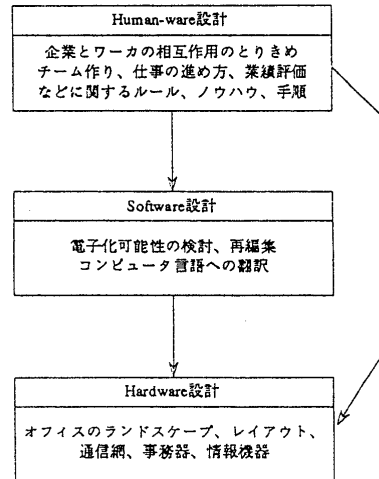 Human-ware設計
企業とワーカの相互作用のとりきめ
チーム作り、仕事の進め方、業績評価
などに関するルール、ノウハウ、手順
Software設計
電子化可能性の検討、再編集
コンピュータ言語への翻訳
Hardware設計
オフィスのランドスケープ、レイアウト、
通信網、事務器、情報機器